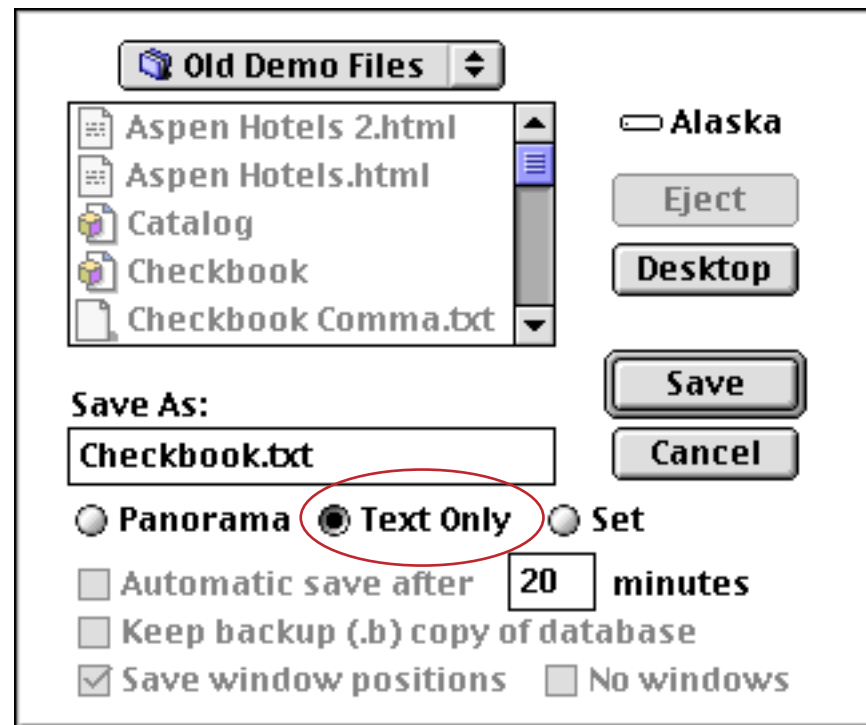 Old Demo Files
Aspen Hotels 2.html
Alaska
Aspen Hotels.html
Eject
Catalog
Checkbook
Desktop
Checkbook Comma.txt
Save
Save As:
Checkbook.txt
Cancel
Panorama Text Only Set
Automatic save after 20 minutes
Keep backup (.b) copy of database
Save window positions No windows